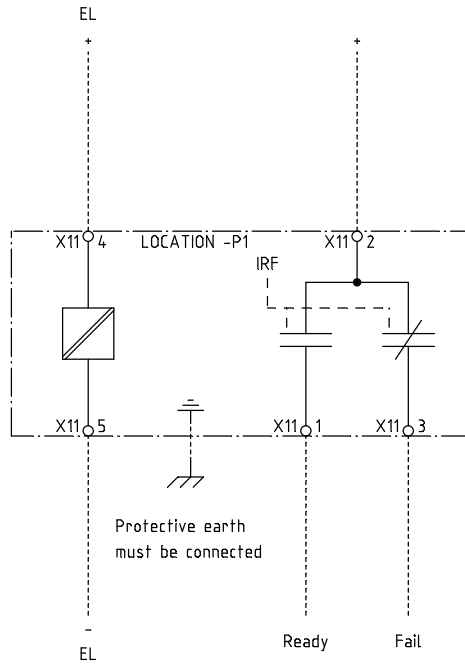 EL
+ +
X11 4 LOCATION -P1 X11 2
IRF
X11 5 X11 1 X11 3
Protective earth
must be connected
-
EL
Ready Fail